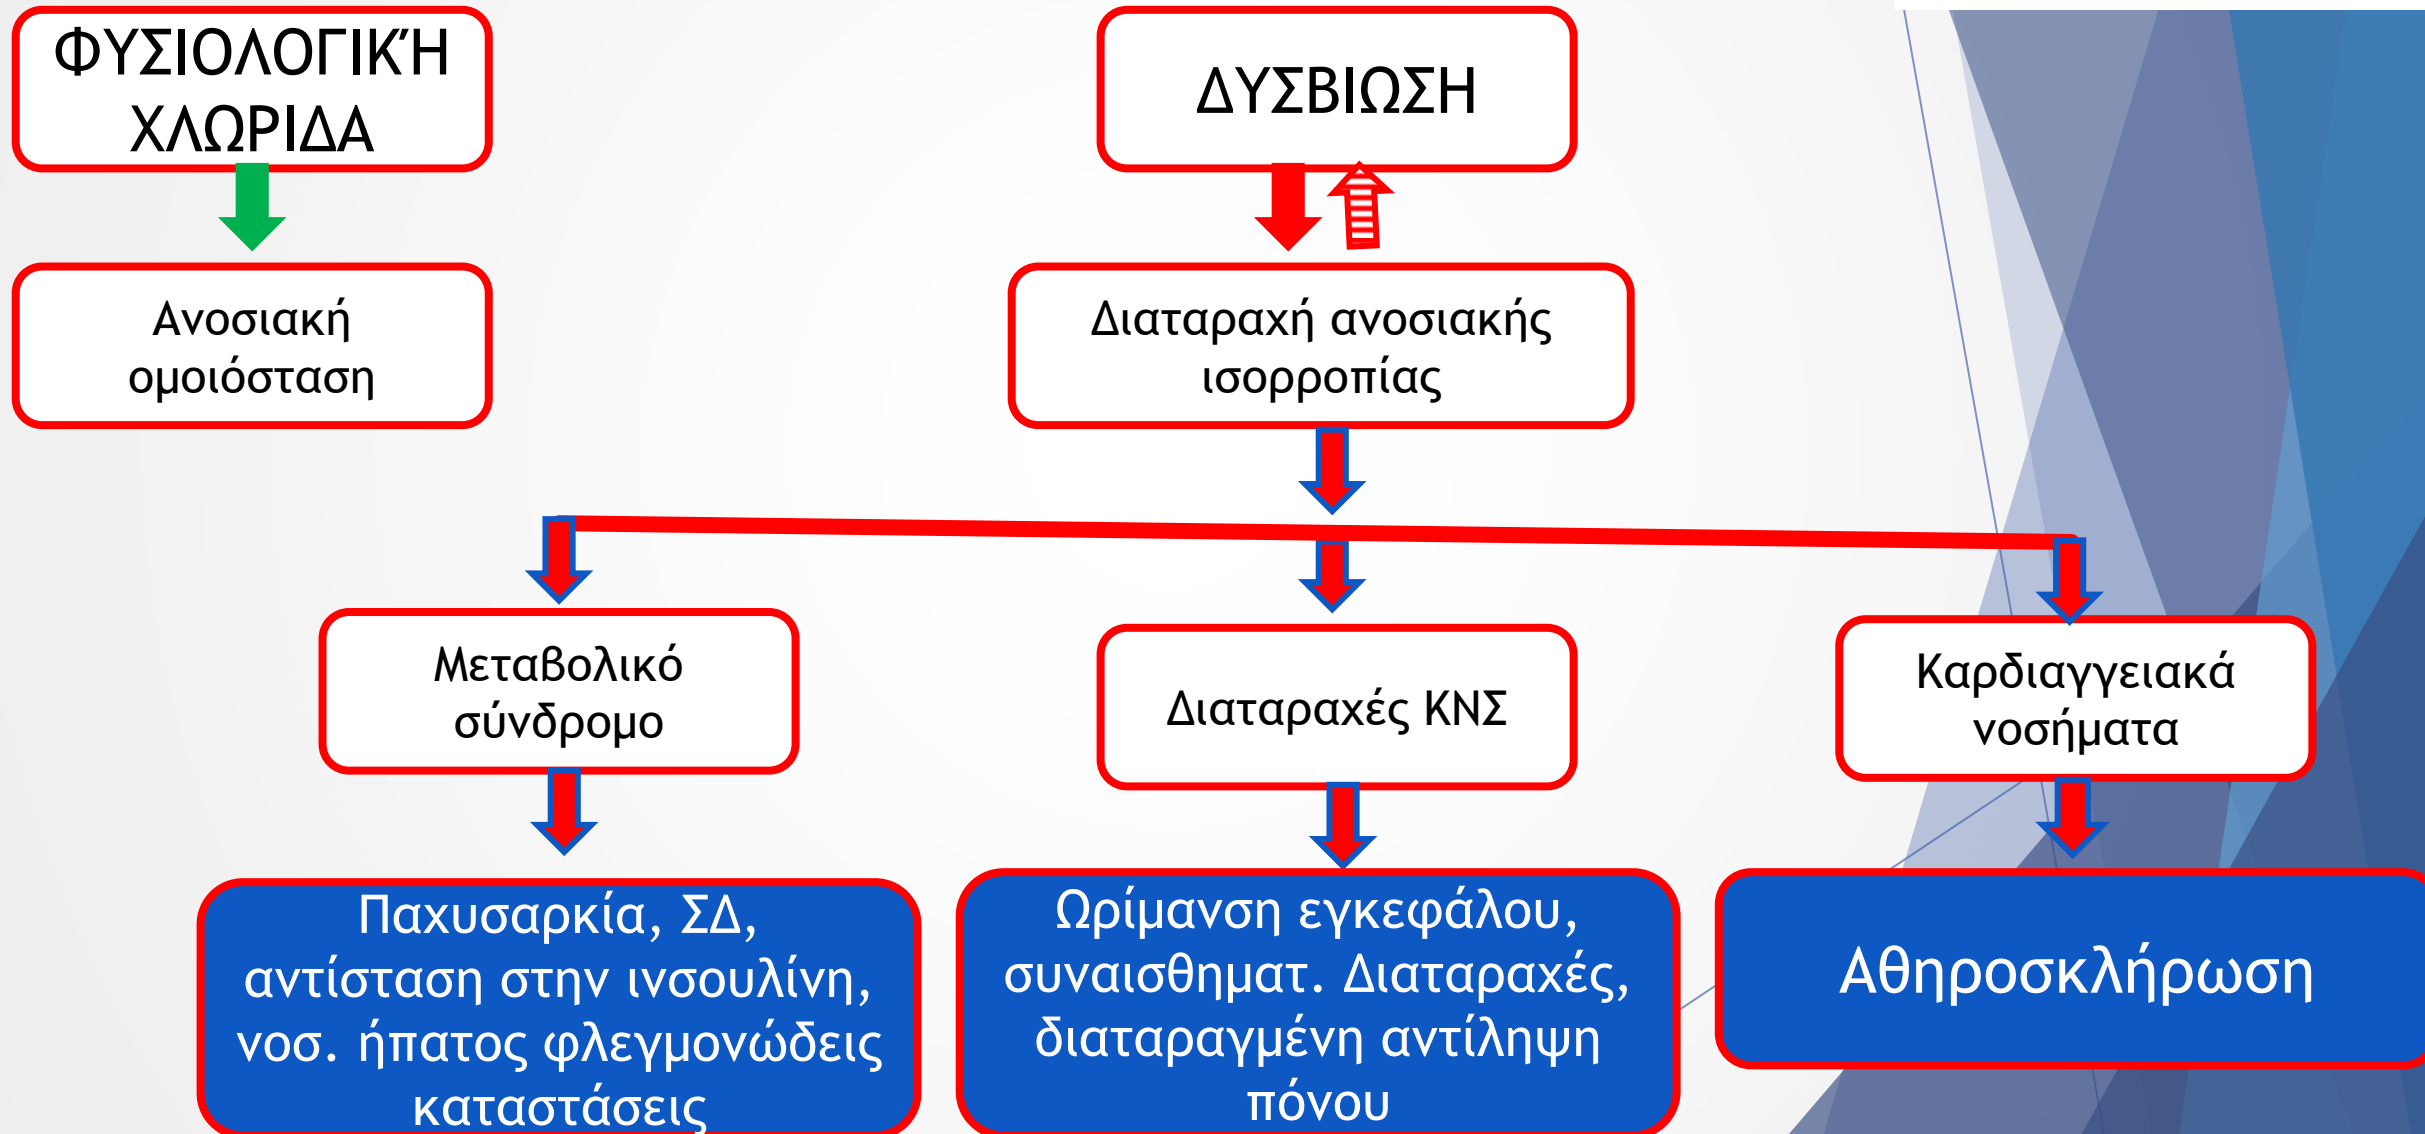 ΦΥΣΙΟΛΟΓΙΚΉ
ΧΛΩΡΙΔΑ
ΔΥΣΒΙΩΣΗ
Ανοσιακή
ομοιόσταση
Διαταραχή ανοσιακής
ισορροπίας
Μεταβολικό
σύνδρομο
Διαταραχές ΚΝΣ
Καρδιαγγειακά
νοσήματα
Παχυσαρκία, ΣΔ,
αντίσταση στην ινσουλίνη,
νοσ. ήπατος φλεγμονώδεις
καταστάσεις
Ωρίμανση εγκεφάλου,
συναισθηματ. Διαταραχές,
διαταραγμένη αντίληψη
πόνου
Αθηροσκλήρωση